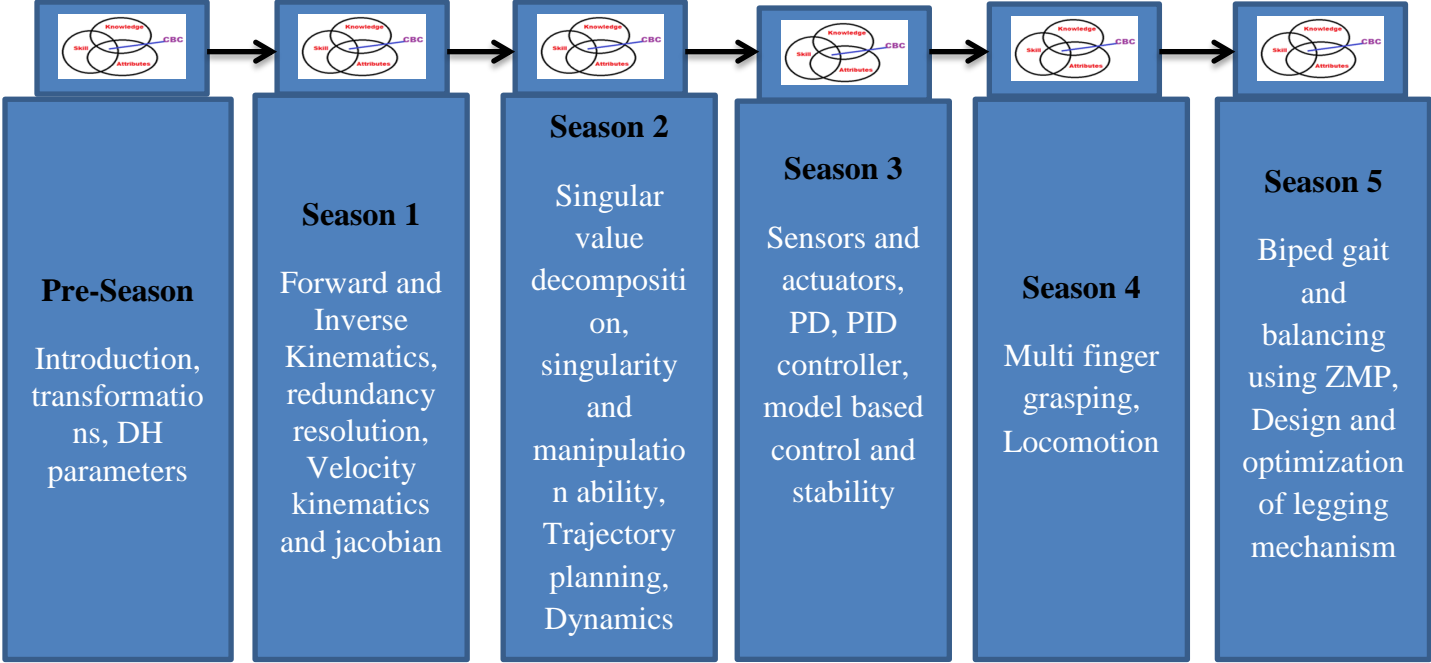 Knowledge
CBC
Skill
Attributes
Knowledge
CBC
Skill
Attributes
Knowledge
CBC
Skill
Attributes
Knowledge
CBC
Skill
Attributes
Knowledge
CBC
Skill
Attributes
Knowledge
CBC
Skill
Attributes
Pre-Season
Introduction,
transformatio
ns, DH
parameters
Season 1
Forward and
Inverse
Kinematics,
redundancy
resolution,
Velocity
kinematics
and jacobian
Season 2
Singular
value
decompositi
on,
singularity
and
manipulatio
n ability,
Trajectory
planning,
Dynamics
Season 3
Sensors and
actuators,
PD, PID
controller,
model based
control and
stability
Season 4
Multi finger
grasping,
Locomotion
Season 5
Biped gait
and
balancing
using ZMP,
Design and
optimization
of legging
mechanism